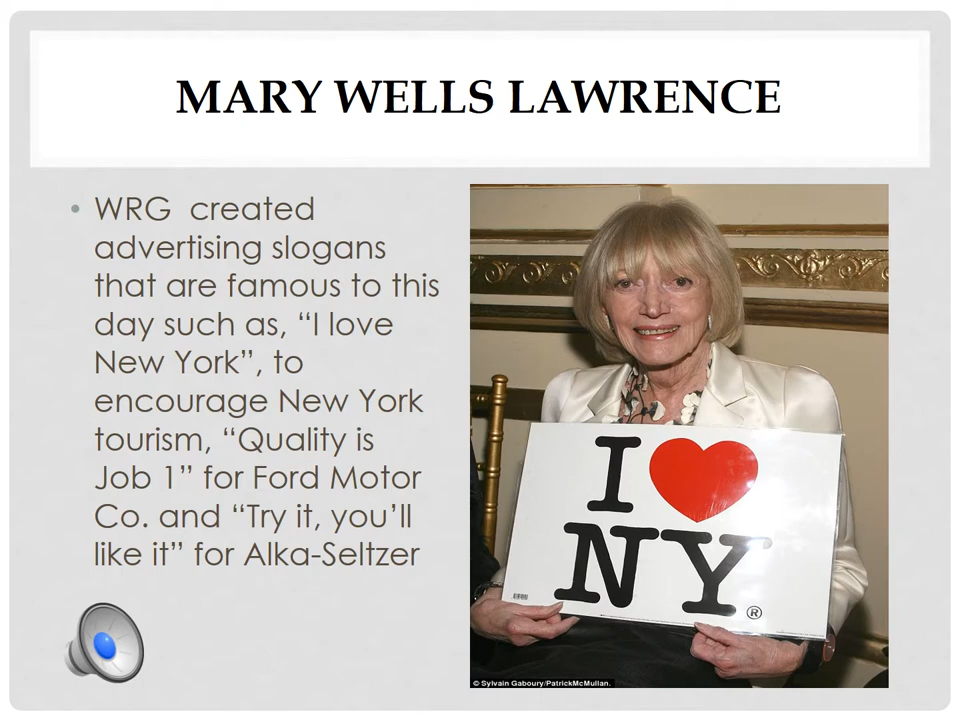 MARY WELLS LAWRENCE
• WRG  created
advertising slogans
that are famous to this
day such as, “I love
New York”, to
encourage New York
tourism, “Quality is
Job 1” for Ford Motor
Co. and “Try it, you’ll
like it” for Alka-Seltzer
I ❤
NY®
© Sylvain Gaboury/PatrickMcMullan.